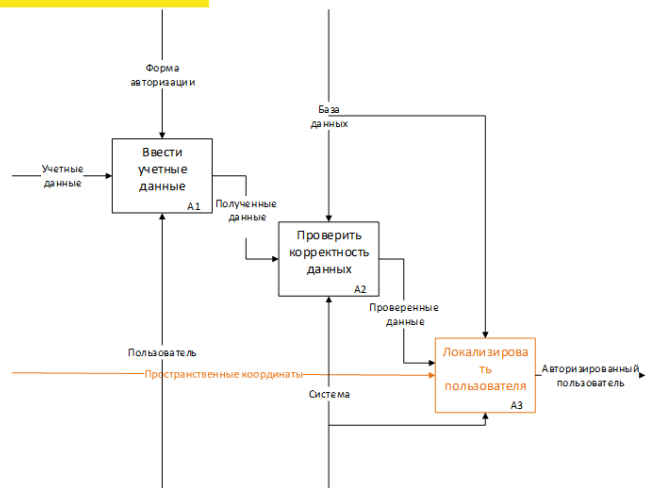 Форма
авторизации
База
данных
Ввести
учетные
данные
A1
Учетные
данные
Полученные
данные
Проверить
корректность
данных
A2
Проверенные
данные
Пользователь
Пространственные координаты
Локализирова
ть
пользователя
A3
Авторизированный
пользователь
Система